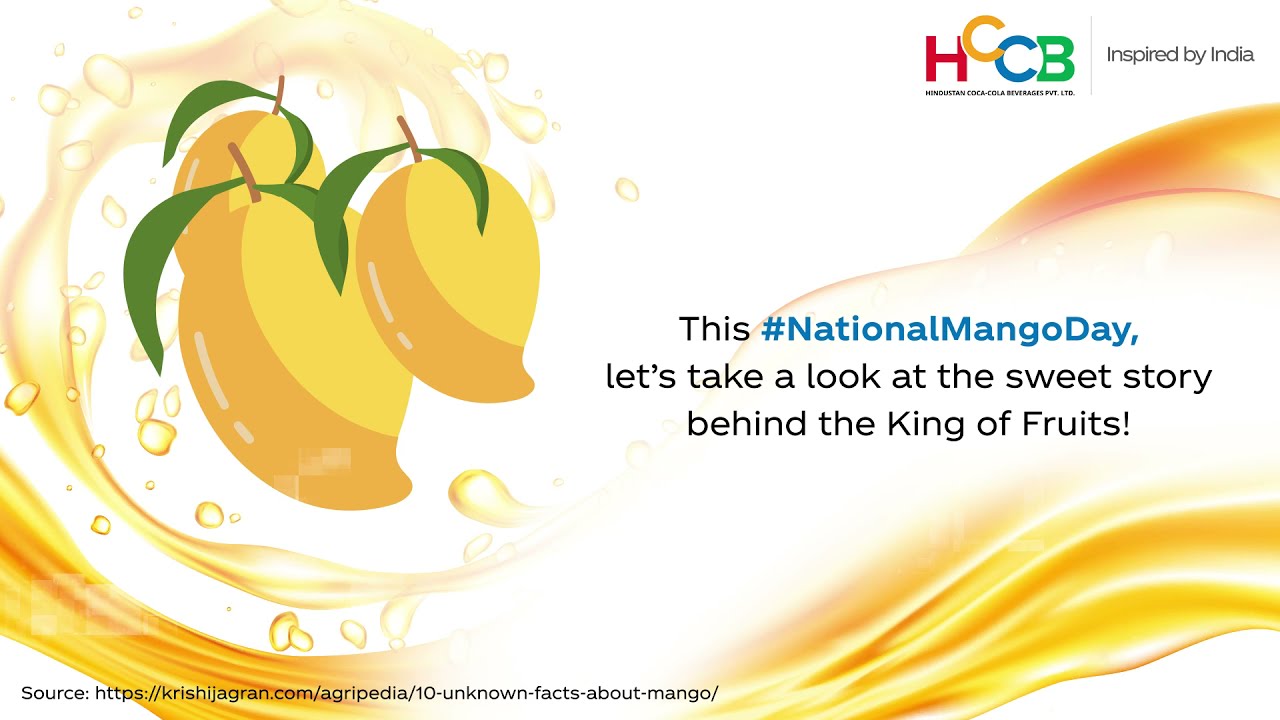 HCCB
HINDUSTAN COCA-COLA BEVERAGES PVT. LTD.
Inspired by India
This #NationalMangoDay,
let’s take a look at the sweet story
behind the King of Fruits!
Source: https://krishijagran.com/agripedia/10-unknown-facts-about-mango/